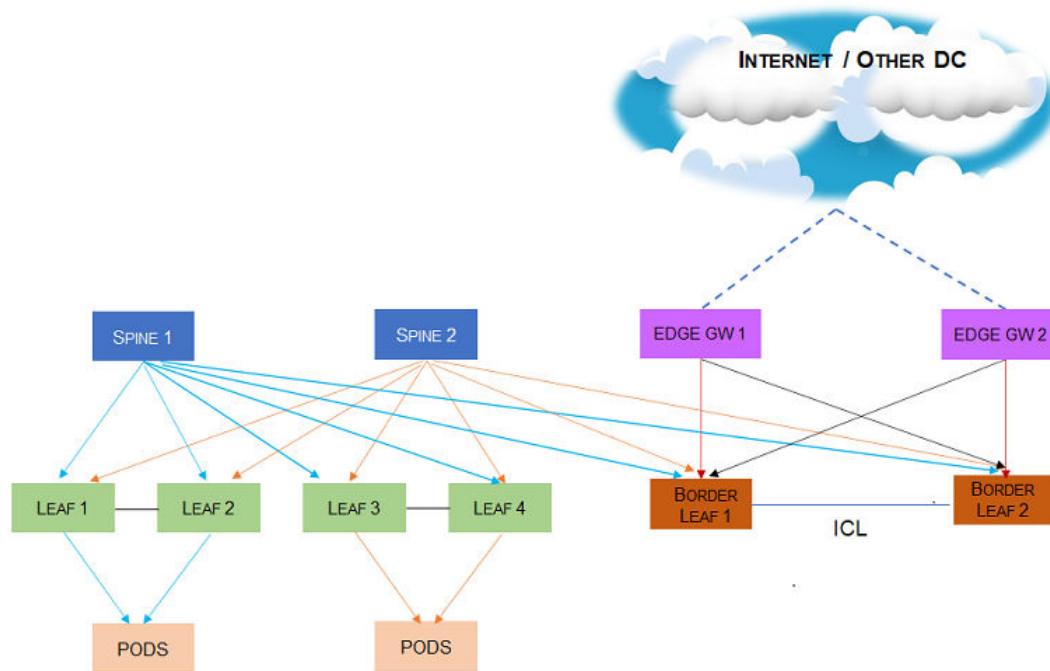 INTERNET / OTHER DC
SPINE 1
SPINE 2
EDGE GW 1
EDGE GW 2
LEAF 1
LEAF 2
LEAF 3
LEAF 4
BORDER
LEAF 1
BORDER
LEAF 2
ICL
PODS
PODS